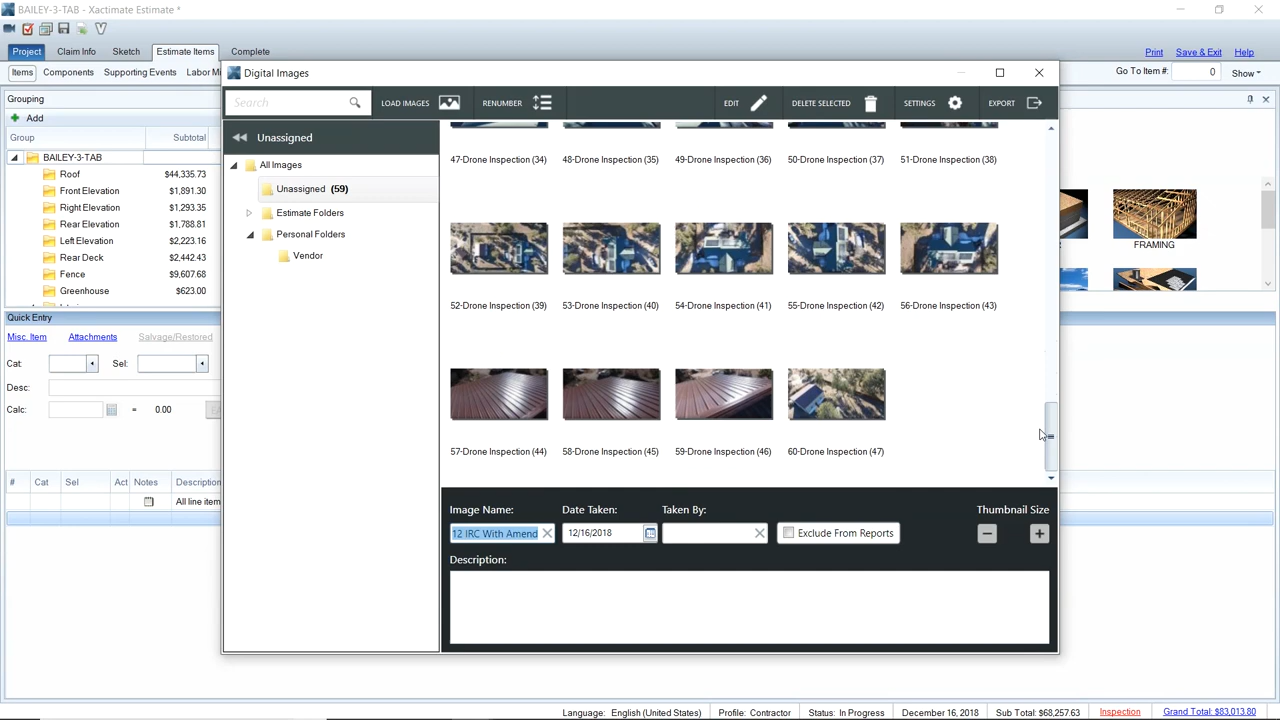 BAILEY-3-TAB - Xactimate Estimate *
Project Claim Info Sketch Estimate Items Complete
Print Save & Exit Help
Items Components Supporting Events Labor Mi
Go To Item #: 0 Show
Digital Images
Search
LOAD IMAGES
RENUMBER
EDIT
DELETE SELECTED
SETTINGS
EXPORT
Grouping
Add
Group Subtotal
BAILEY-3-TAB
Roof $44,335.73
Front Elevation $1,891.30
Right Elevation $1,293.35
Rear Elevation $1,788.81
Left Elevation $2,223.16
Rear Deck $2,442.43
Fence $9,607.68
Greenhouse $623.00
Unassigned
All Images
Unassigned (59)
Estimate Folders
Personal Folders
Vendor
47-Drone Inspection (34) 48-Drone Inspection (35) 49-Drone Inspection (36) 50-Drone Inspection (37) 51-Drone Inspection (38)
52-Drone Inspection (39) 53-Drone Inspection (40) 54-Drone Inspection (41) 55-Drone Inspection (42) 56-Drone Inspection (43)
57-Drone Inspection (44) 58-Drone Inspection (45) 59-Drone Inspection (46) 60-Drone Inspection (47)
FRAMING
Quick Entry
Misc. Item Attachments Salvage/Restored
Cat: Sel:
Desc:
Calc: = 0.00
# Cat Sel Act Notes Description
All line item
Image Name: Date Taken: Taken By: Thumbnail Size
12 IRC With Amend 12/16/2018 Exclude From Reports
Description:
Language: English (United States) Profile: Contractor Status: In Progress December 16, 2018 Sub Total: $68,257.63 Inspection Grand Total: $83,013.80